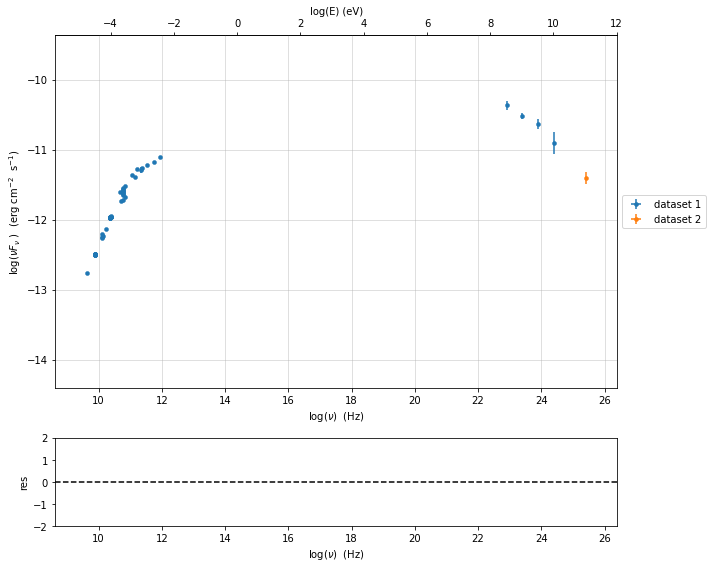 log(E) (eV)
−4 −2 0 2 4 6 8 10 12
−10
−11
−12
−13
−14
log(νFν ) (erg cm⁻² s⁻¹)
dataset 1
dataset 2
10 12 14 16 18 20 22 24 26
log(ν) (Hz)
2
1
0
−1
−2
res
10 12 14 16 18 20 22 24 26
log(ν) (Hz)